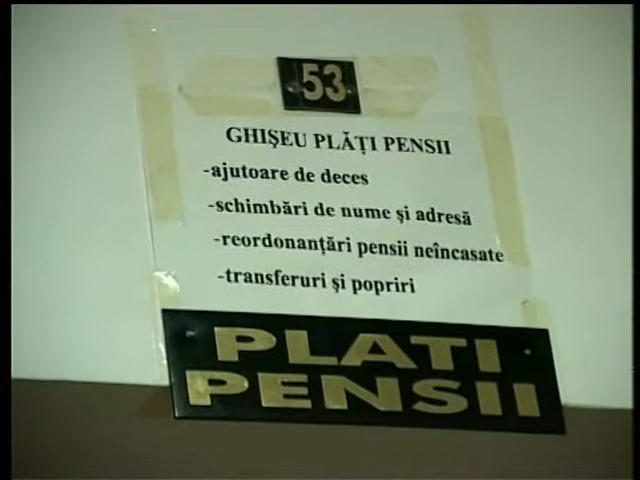 53
GHIŞEU PLĂŢI PENSII
-ajutoare de deces
-schimbări de nume şi adresă
-reordonanţări pensii neîncasate
-transferuri şi popriri
PLATI
PENSII